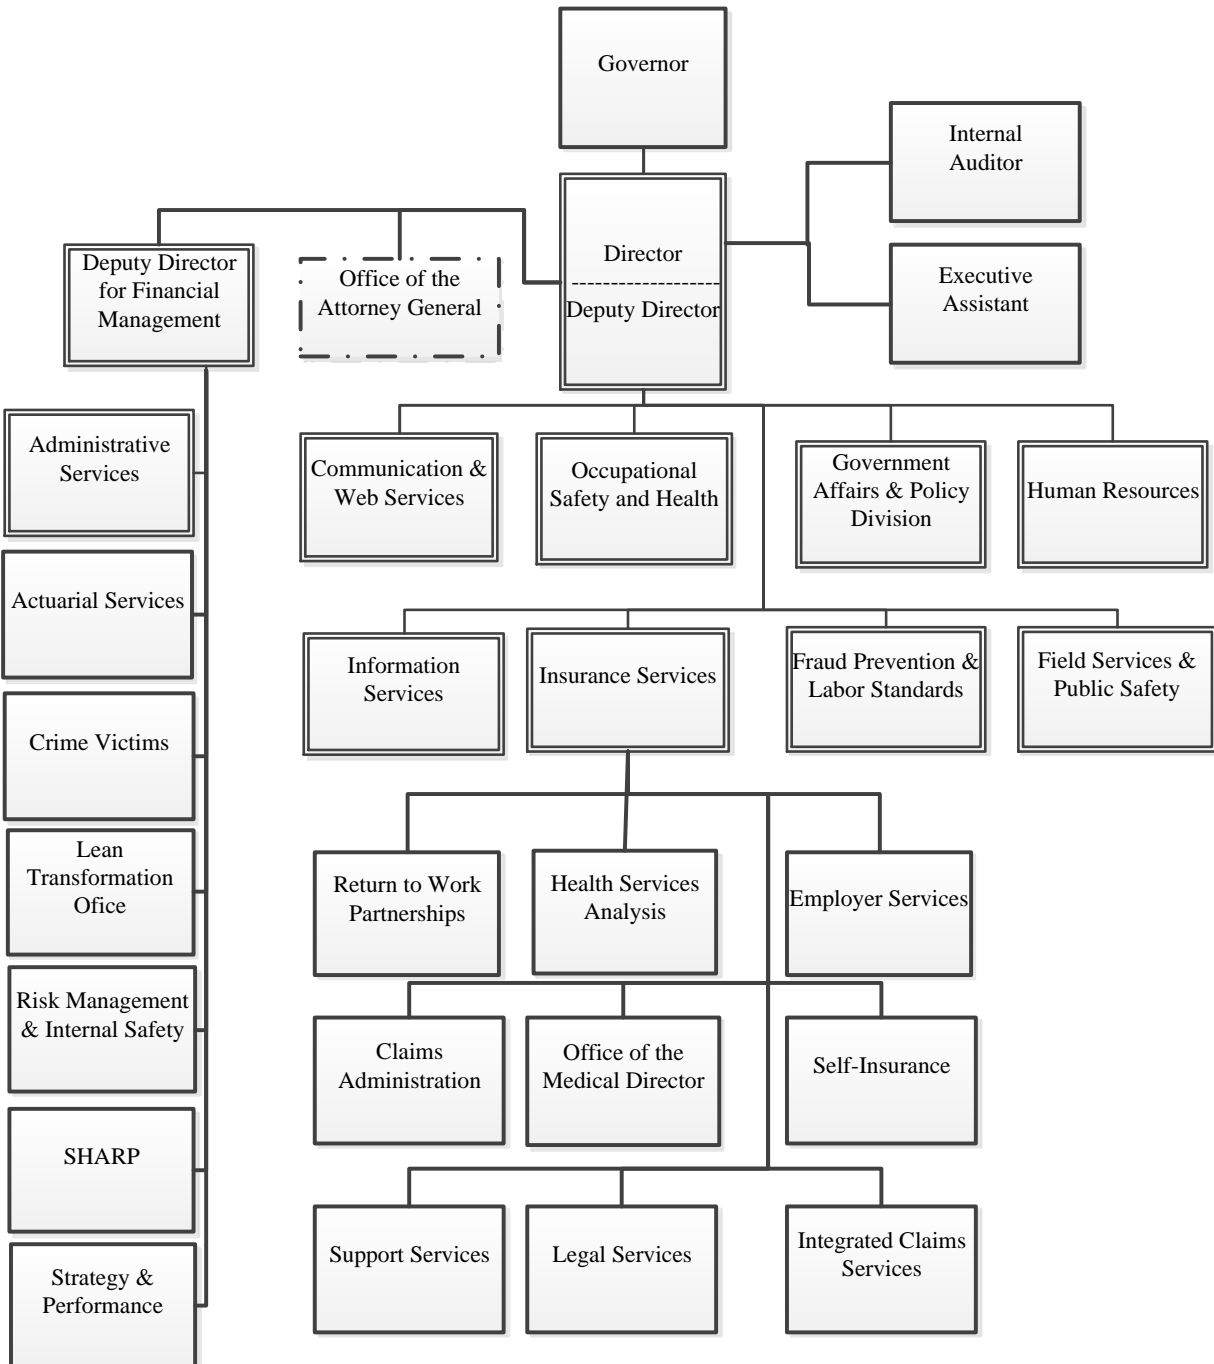 Governor
Internal
Auditor
Director
Deputy Director
Executive
Assistant
Deputy Director
for Financial
Management
Office of the
Attorney General
Administrative
Services
Communication &
Web Services
Occupational
Safety and Health
Government
Affairs & Policy
Division
Human Resources
Actuarial Services
Information
Services
Insurance Services
Fraud Prevention &
Labor Standards
Field Services &
Public Safety
Crime Victims
Lean
Transformation
Ofice
Return to Work
Partnerships
Health Services
Analysis
Employer Services
Risk Management
& Internal Safety
Claims
Administration
Office of the
Medical Director
Self-Insurance
SHARP
Support Services
Legal Services
Integrated Claims
Services
Strategy &
Performance